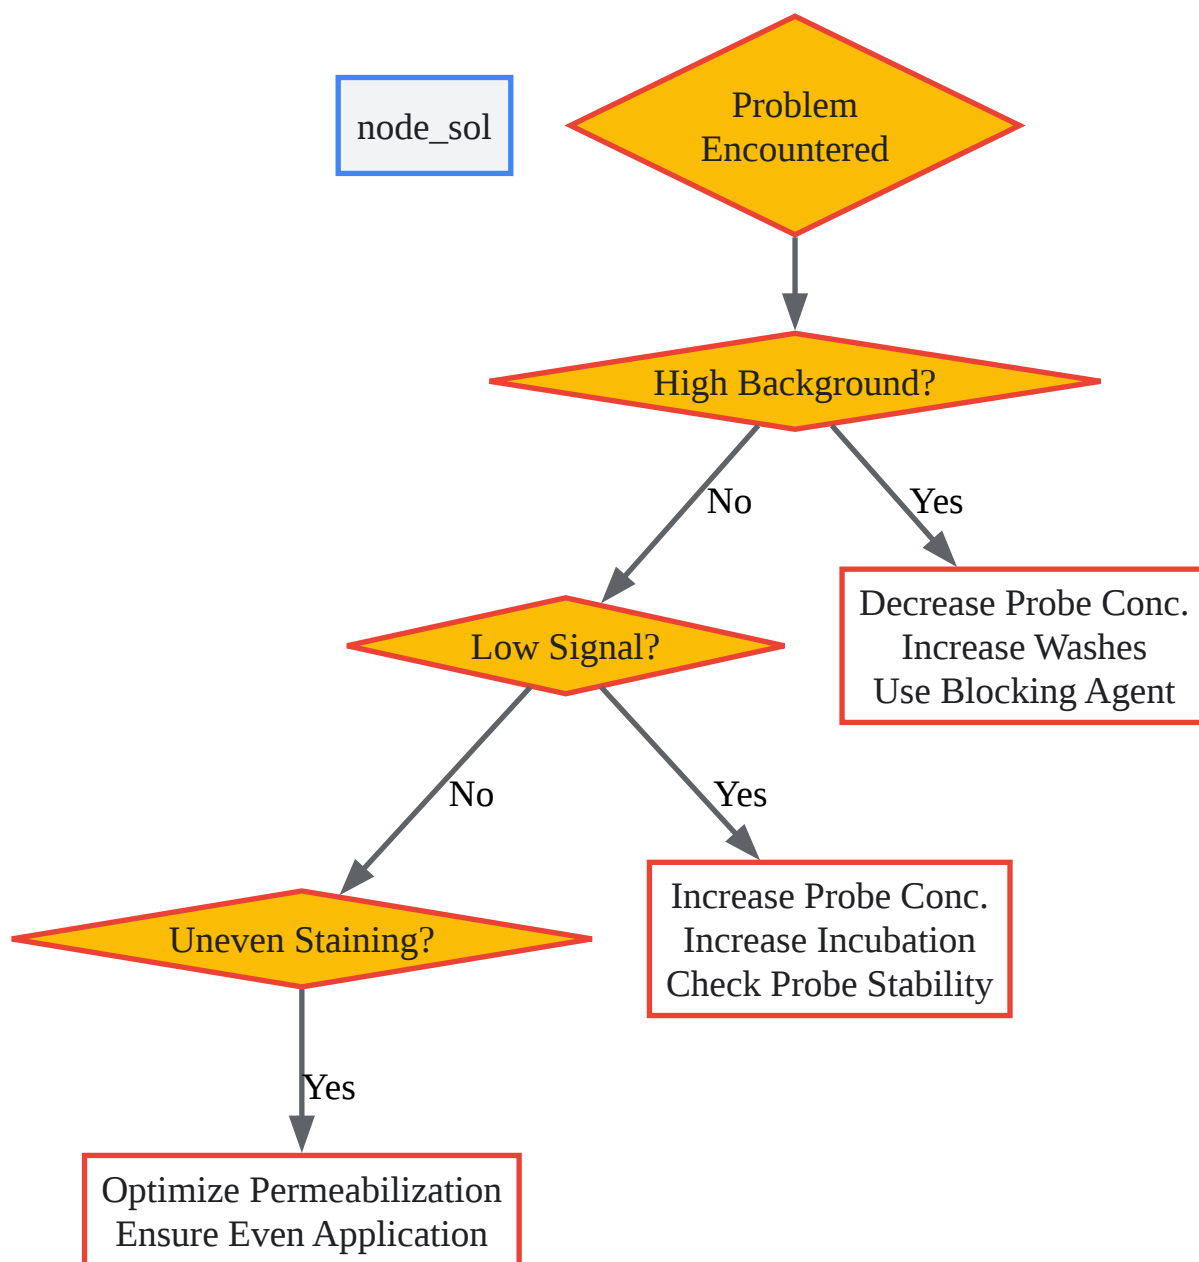 node_sol
Problem
Encountered
High Background?
No
Yes
Decrease Probe Conc.
Increase Washes
Use Blocking Agent
Low Signal?
No
Yes
Increase Probe Conc.
Increase Incubation
Check Probe Stability
Uneven Staining?
Yes
Optimize Permeabilization
Ensure Even Application